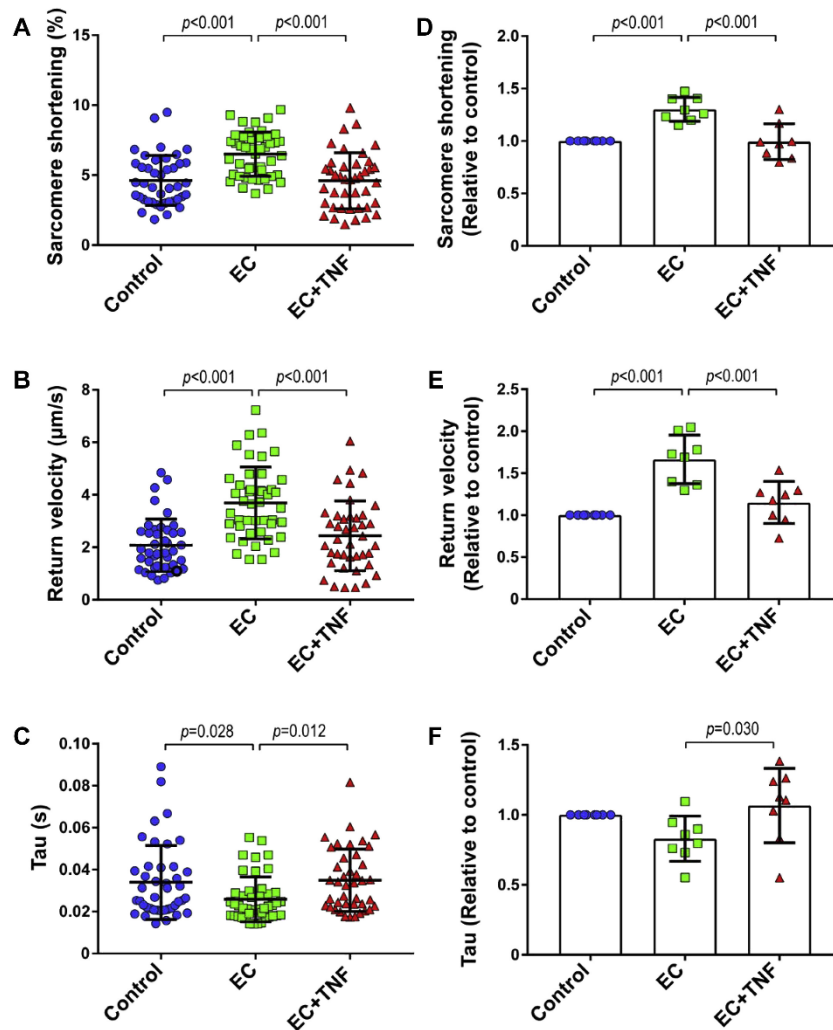 A
Sarcomere shortening (%)
p<0.001
p<0.001
15
10
5
0
Control
EC
EC+TNF
D
Sarcomere shortening
(Relative to control)
p<0.001
p<0.001
2.0
1.5
1.0
0.5
0
Control
EC
EC+TNF
B
Return velocity (μm/s)
p<0.001
p<0.001
8
6
4
2
0
Control
EC
EC+TNF
E
Return velocity
(Relative to control)
p<0.001
p<0.001
2.5
2.0
1.5
1.0
0.5
0
Control
EC
EC+TNF
C
Tau (s)
p=0.028
p=0.012
0.10
0.08
0.06
0.04
0.02
0
Control
EC
EC+TNF
F
Tau (Relative to control)
p=0.030
1.5
1.0
0.5
0
Control
EC
EC+TNF